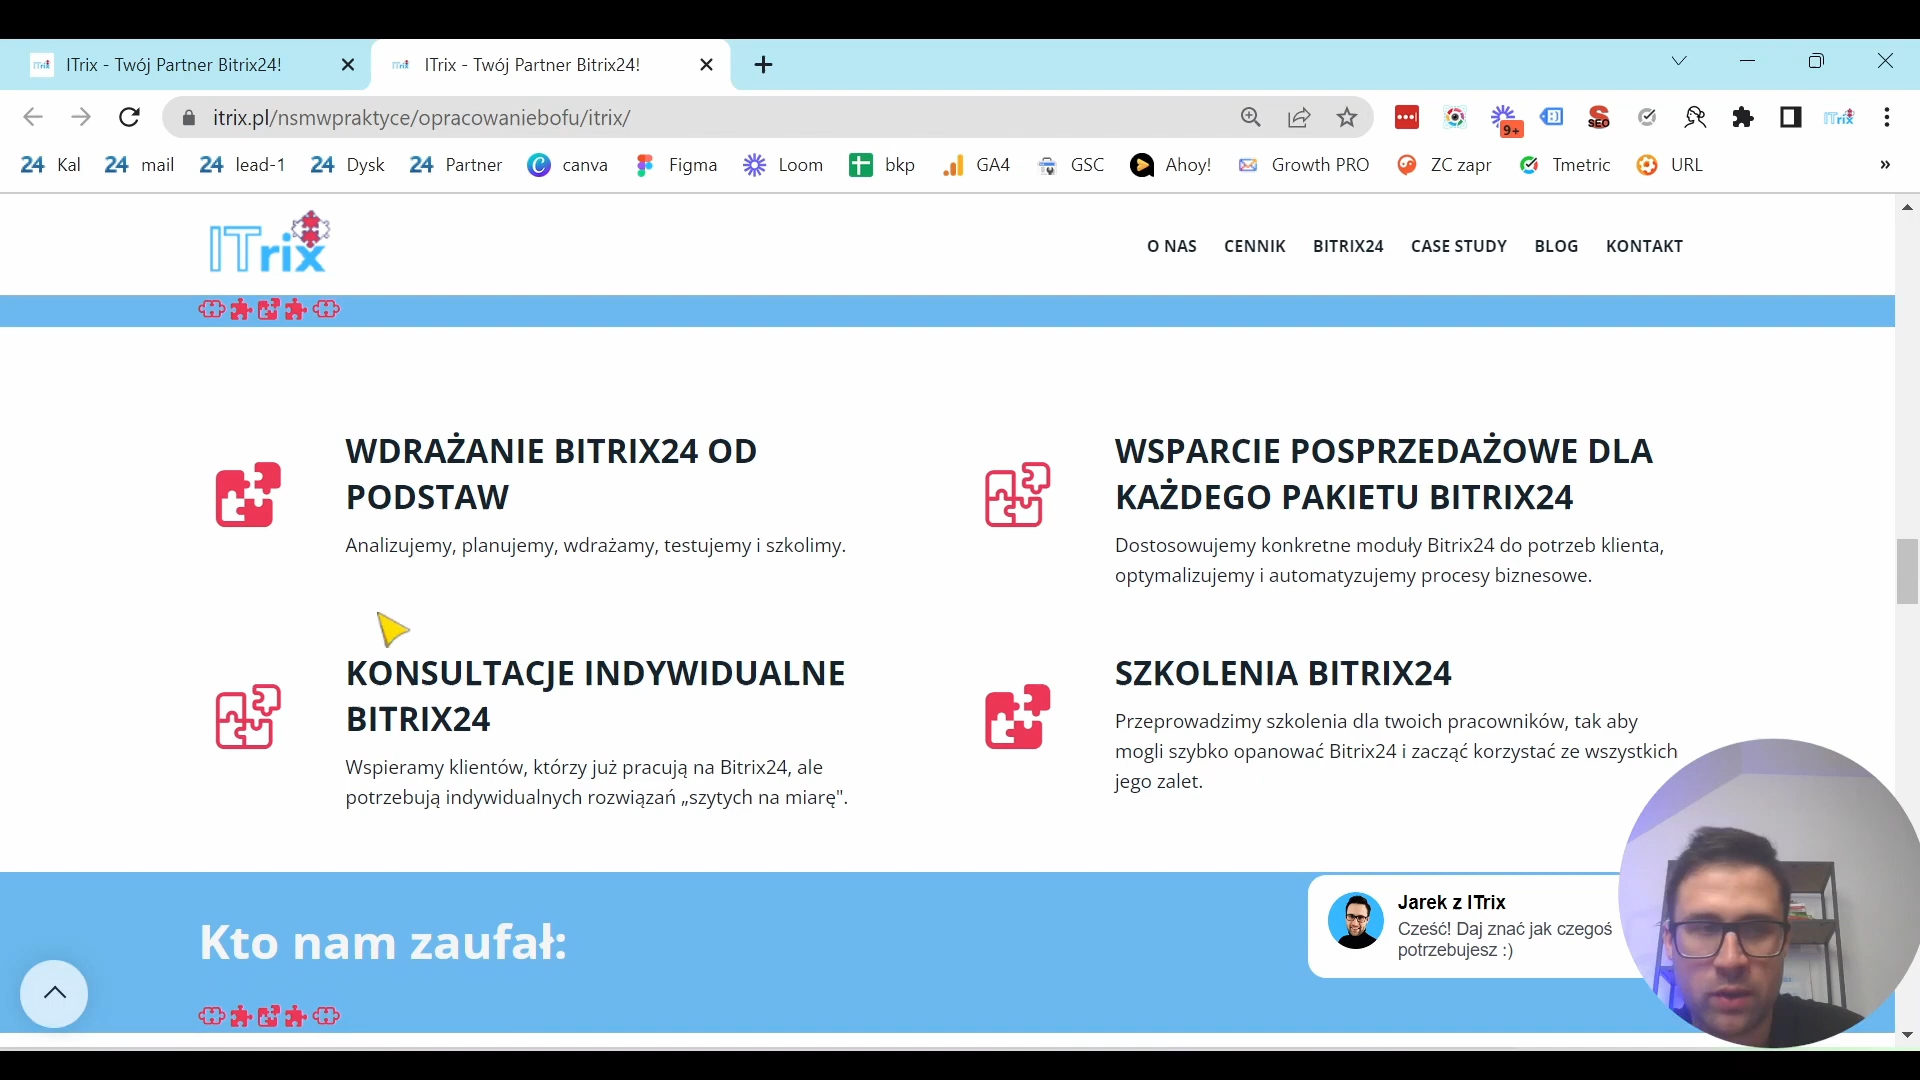 ITrix - Twój Partner Bitrix24!
ITrix - Twój Partner Bitrix24!
itrix.pl/nsmwpraktyce/opracowaniebofu/itrix/
9+
SEO
ITrix
24 Kal
24 mail
24 lead-1
24 Dysk
24 Partner
canva
Figma
Loom
bkp
GA4
GSC
Ahoy!
Growth PRO
ZC zapr
Tmetric
URL
»
ITrix
O NAS
CENNIK
BITRIX24
CASE STUDY
BLOG
KONTAKT
WDRAŻANIE BITRIX24 OD
PODSTAW
Analizujemy, planujemy, wdrażamy, testujemy i szkolimy.
WSPARCIE POSPRZEDAŻOWE DLA
KAŻDEGO PAKIETU BITRIX24
Dostosowujemy konkretne moduły Bitrix24 do potrzeb klienta,
optymalizujemy i automatyzujemy procesy biznesowe.
KONSULTACJE INDYWIDUALNE
BITRIX24
Wspieramy klientów, którzy już pracują na Bitrix24, ale
potrzebują indywidualnych rozwiązań „szytych na miarę".
SZKOLENIA BITRIX24
Przeprowadzimy szkolenia dla twoich pracowników, tak aby
mogli szybko opanować Bitrix24 i zacząć korzystać ze wszystkich
jego zalet.
Kto nam zaufał:
Jarek z ITrix
Cześć! Daj znać jak czegoś
potrzebujesz :)